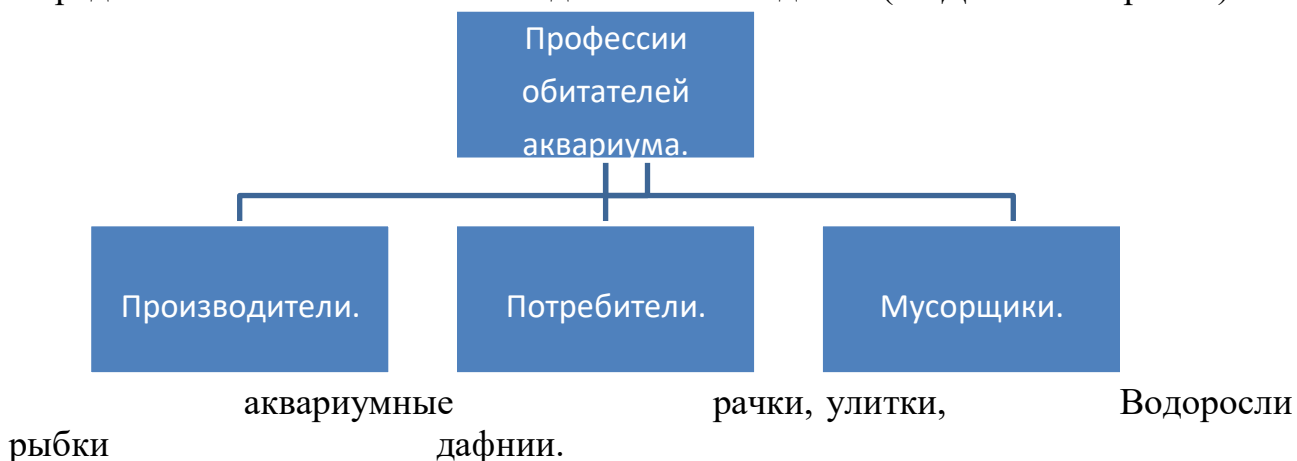 Профессии
обитателей
аквариума.
Производители.
Потребители.
Мусорщики.
аквариумные рачки, улитки, Водоросли
рыбки дафнии.